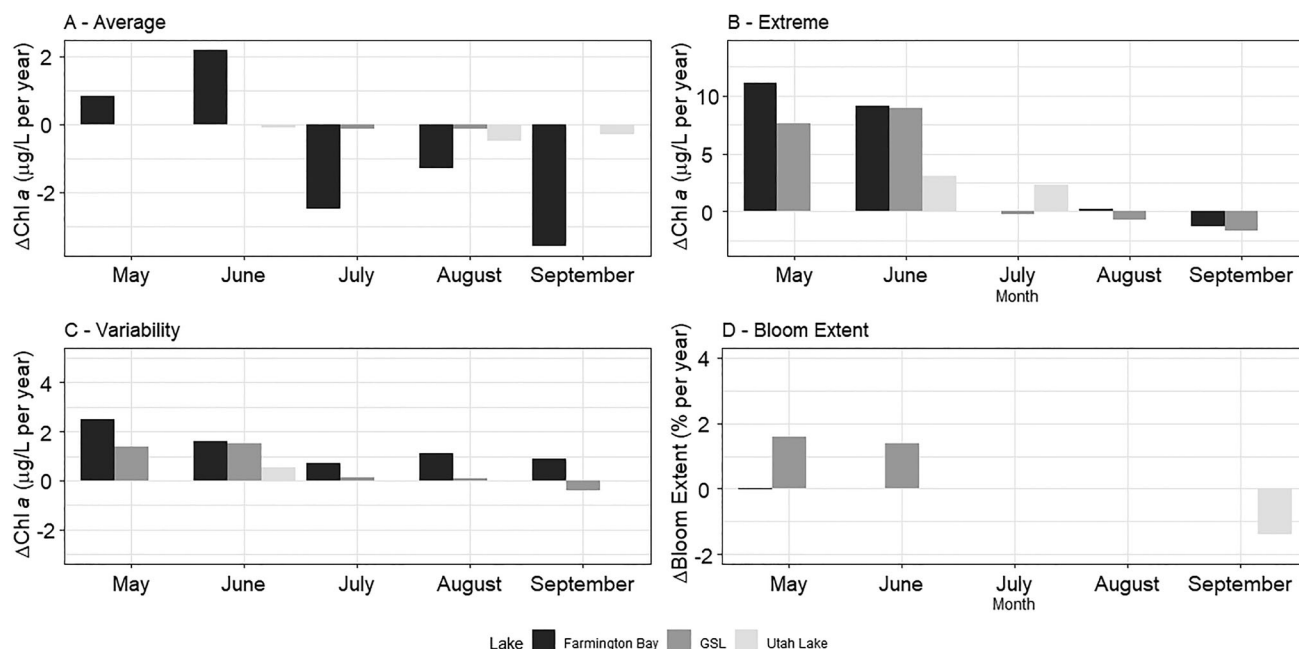 A - Average
ΔChl a (µg/L per year)
2
0
-2
May June July August September
B - Extreme
ΔChl a (µg/L per year)
10
5
0
May June July August September
Month
C - Variability
ΔChl a (µg/L per year)
4
2
0
-2
May June July August September
D - Bloom Extent
ΔBloom Extent (% per year)
4
2
0
-2
May June July August September
Month
Lake Farmington Bay GSL Utah Lake